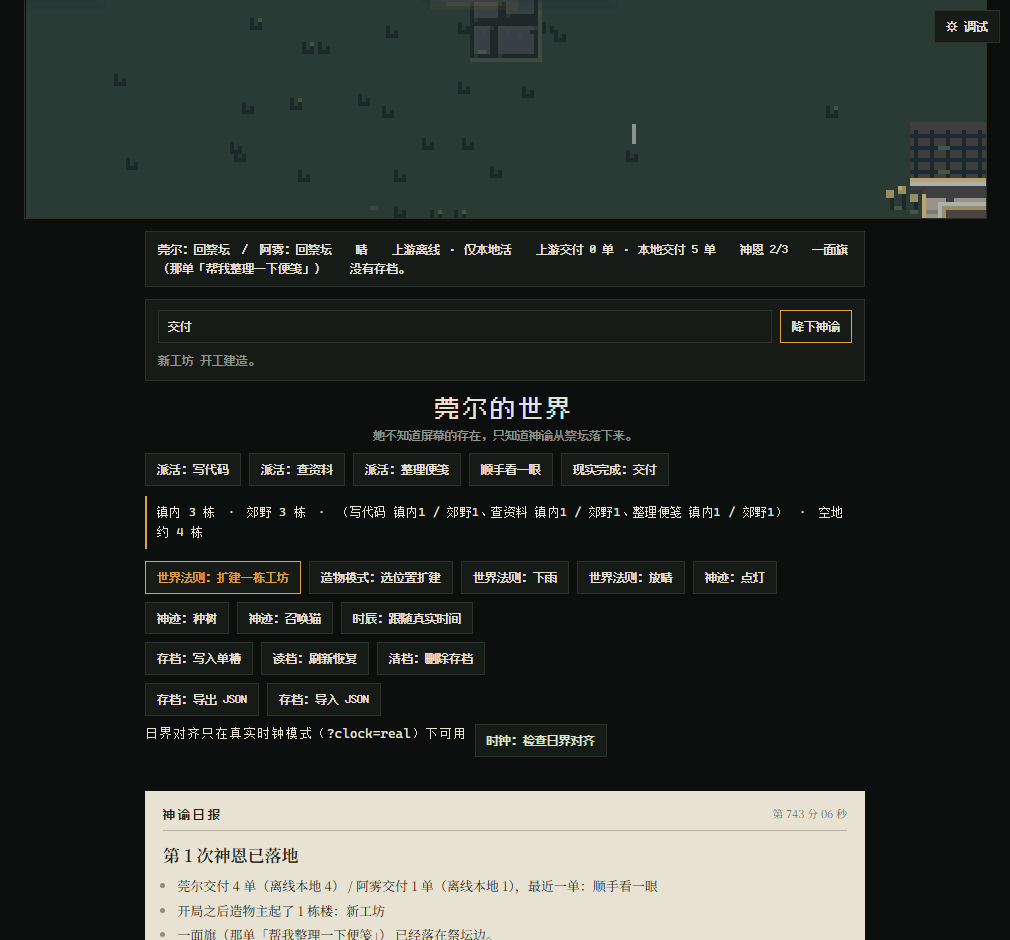 调试
莞尔: 回祭坛 / 阿雾: 回祭坛 晴 上游离线 · 仅本地活 上游交付 0 单 · 本地交付 5 单 神恩 2/3 一面旗
（那单「帮我整理一下便笺」） 没有存档。
交付
降下神谕
新工坊 开工建造。
莞尔的世界
她不知道屏幕的存在，只知道神谕从祭坛落下来。
派活: 写代码 派活: 查资料 派活: 整理便笺 顺手看一眼 现实完成: 交付
镇内 3 栋 · 郊野 3 栋 · （写代码 镇内1 / 郊野1、查资料 镇内1 / 郊野1、整理便笺 镇内1 / 郊野1） · 空地
约 4 栋
世界法则: 扩建一栋工坊 造物模式: 选位置扩建 世界法则: 下雨 世界法则: 放晴 神迹: 点灯
神迹: 种树 神迹: 召唤猫 时辰: 跟随真实时间
存档: 写入单槽 读档: 刷新恢复 清档: 删除存档
存档: 导出 JSON 存档: 导入 JSON
日界对齐只在真实时钟模式（?clock=real）下可用 时钟: 检查日界对齐
神谕日报
第 743 分 06 秒
第 1 次神恩已落地
莞尔交付 4 单（离线本地 4） / 阿雾交付 1 单（离线本地 1），最近一单：顺手看一眼
开局之后造物主起了 1 栋楼：新工坊
一面旗（那单「帮我整理一下便笺」） 已经落在祭坛边。